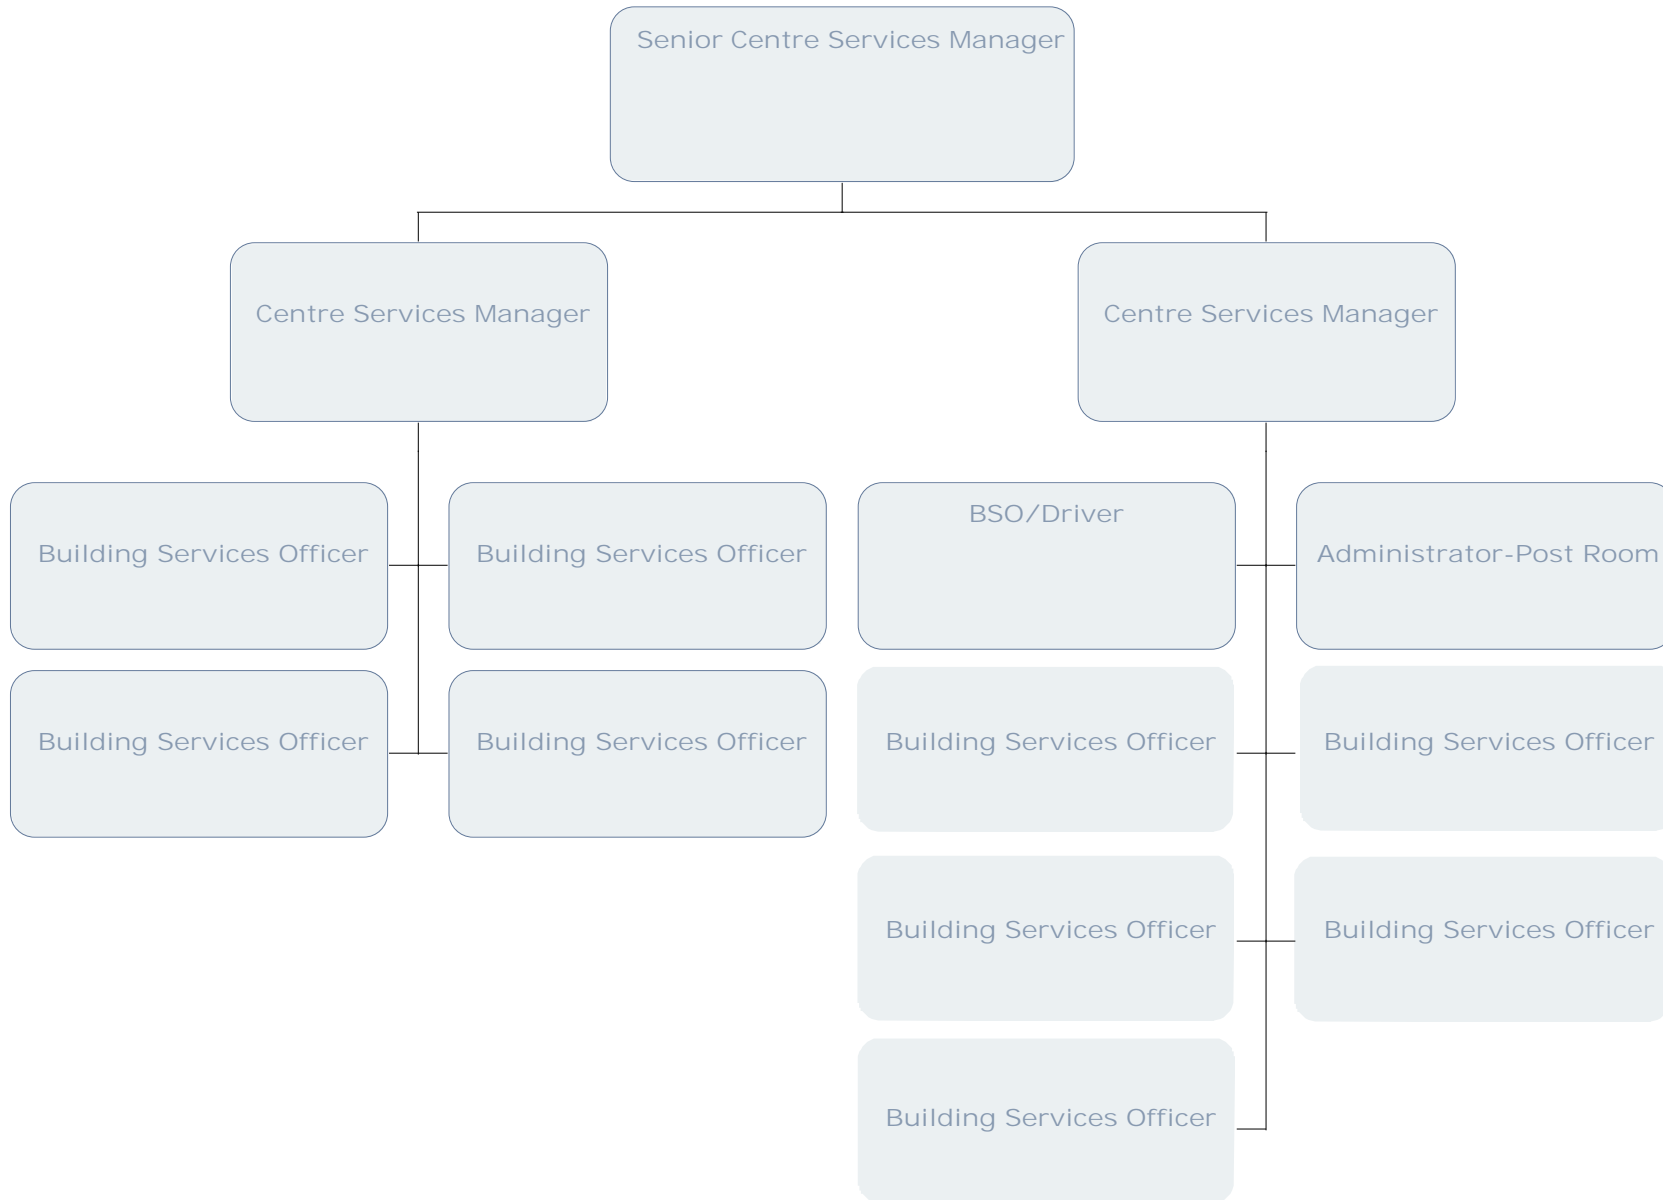 Senior Centre Services Manager
Centre Services Manager
Centre Services Manager
Building Services Officer
Building Services Officer
BSO/Driver
Administrator-Post Room
Building Services Officer
Building Services Officer
Building Services Officer
Building Services Officer
Building Services Officer
Building Services Officer
Building Services Officer